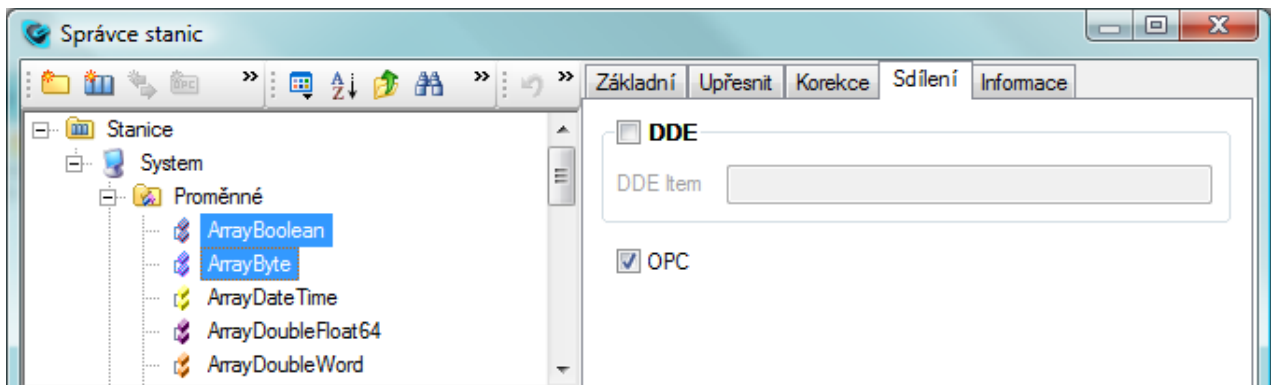 Správce stanic
Základní Upřesnit Korekce Sdílení Informace
Stanice
System
Proměnné
ArrayBoolean
ArrayByte
ArrayDateTime
ArrayDoubleFloat64
ArrayDoubleWord
DDE
DDE Item
OPC